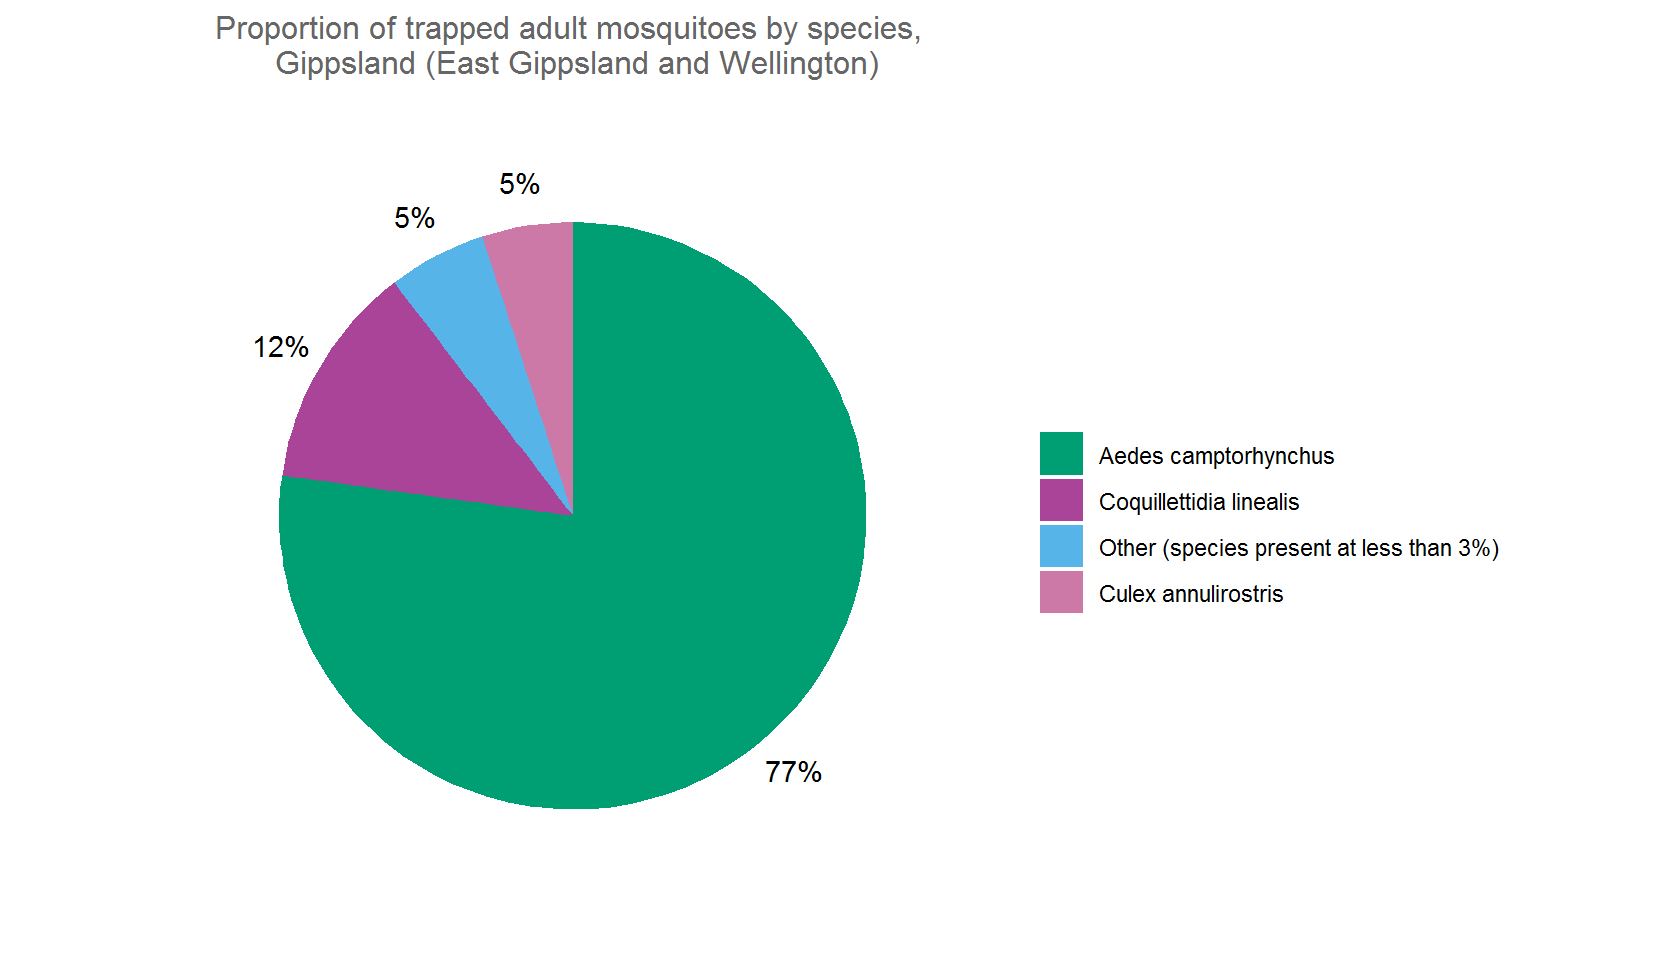 Proportion of trapped adult mosquitoes by species,
Gippsland (East Gippsland and Wellington)
5%
5%
12%
77%
Aedes camptorhynchus
Coquillettidia linealis
Other (species present at less than 3%)
Culex annulirostris